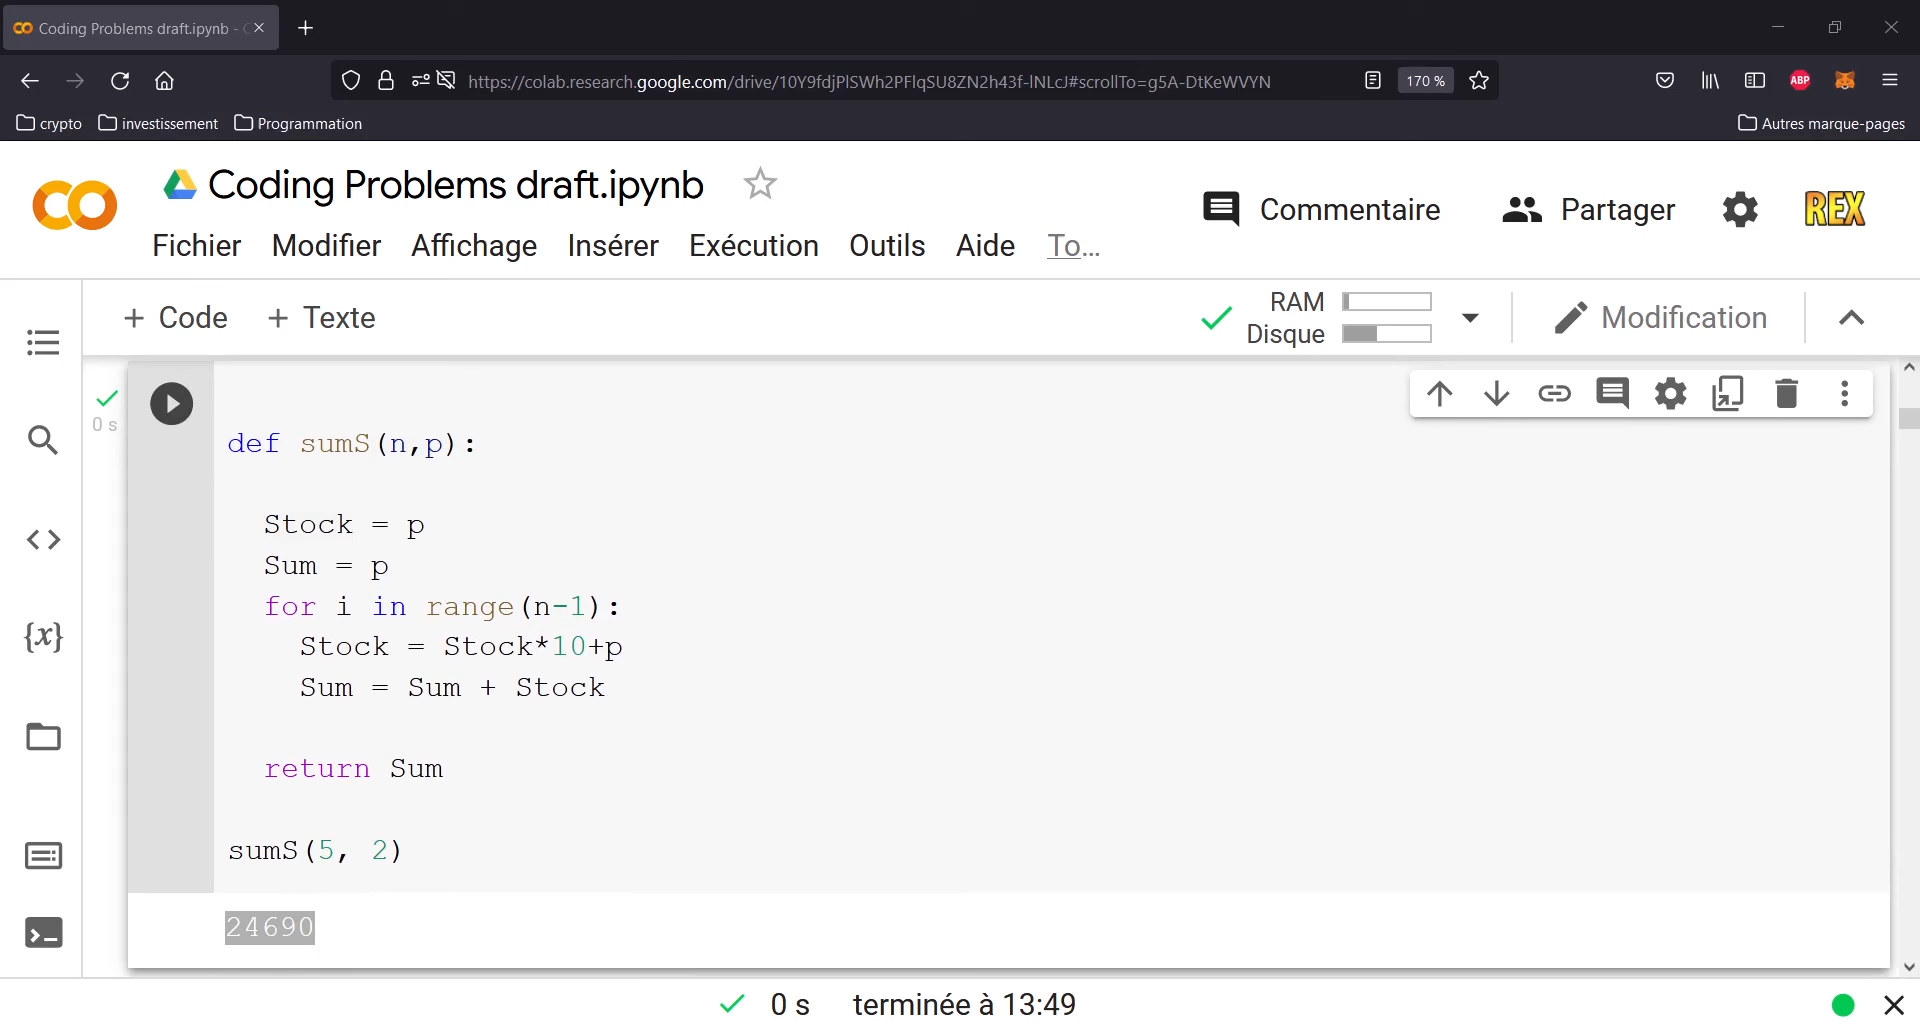 Coding Problems draft.ipynb - C
https://colab.research.google.com/drive/10Y9fdjPlSWh2PFlqSU8ZN2h43f-lNLcJ#scrollTo=g5A-DtKeWVYN
170 %
ABP
crypto investissement Programmation Autres marque-pages
Coding Problems draft.ipynb
Commentaire Partager REX
Fichier Modifier Affichage Insérer Exécution Outils Aide To...
+ Code + Texte
RAM
Disque
Modification
0 s
def sumS(n,p):
Stock = p
Sum = p
for i in range(n-1):
Stock = Stock*10+p
Sum = Sum + Stock
return Sum
sumS(5, 2)
24690
0 s terminée à 13:49